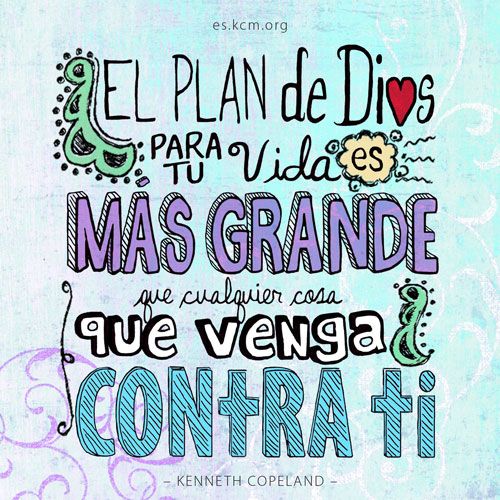 es.kcm.org
EL PLAN de Dios
PARA TU Vida es
MÁS GRANDE
que cualquier cosa
que venga
CONTRA ti
– KENNETH COPELAND –